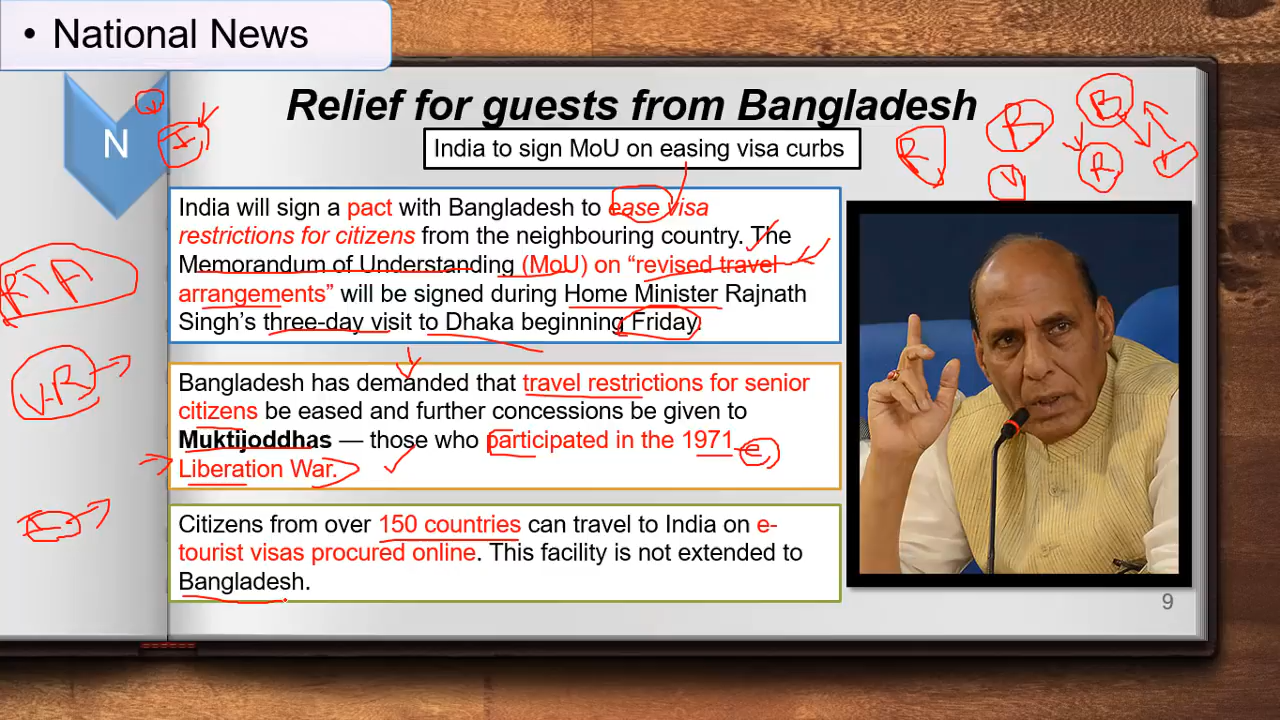 • National News
N
Relief for guests from Bangladesh
India to sign MoU on easing visa curbs
India will sign a pact with Bangladesh to ease visa
restrictions for citizens from the neighbouring country. The
Memorandum of Understanding (MoU) on “revised travel
arrangements” will be signed during Home Minister Rajnath
Singh’s three-day visit to Dhaka beginning Friday.
Bangladesh has demanded that travel restrictions for senior
citizens be eased and further concessions be given to
Muktijoddhas — those who participated in the 1971
Liberation War.
Citizens from over 150 countries can travel to India on e-
tourist visas procured online. This facility is not extended to
Bangladesh.
9
RTA
V-R
I
R
R
B
R